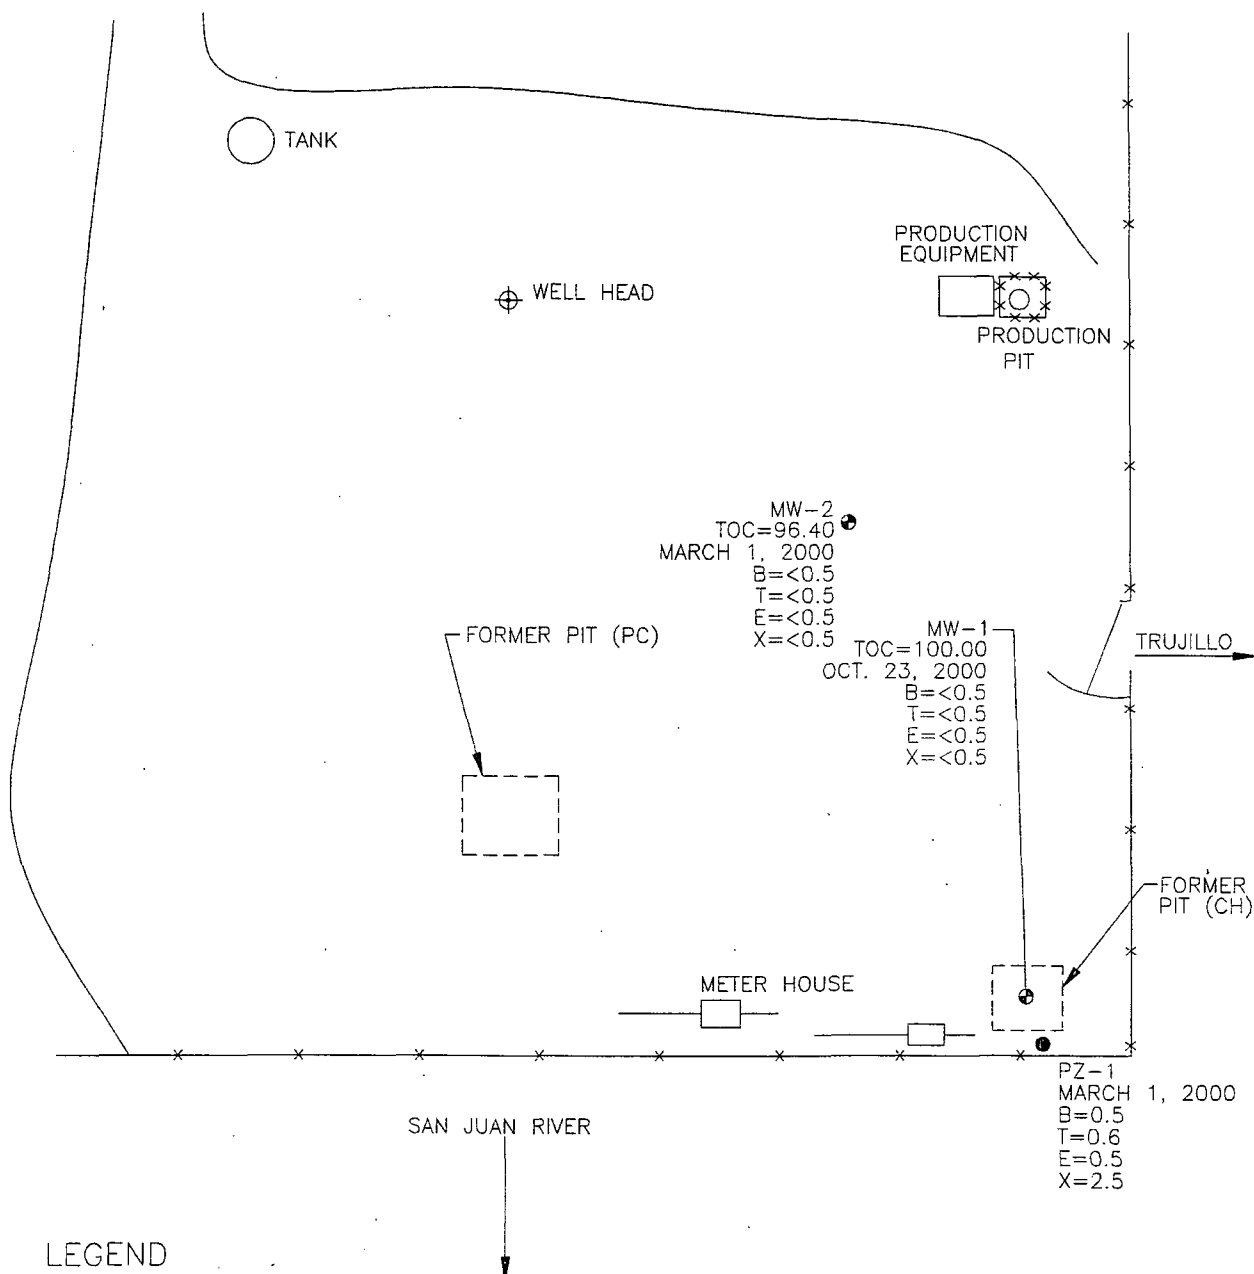 TANK
PRODUCTION
EQUIPMENT
WELL HEAD
PRODUCTION
PIT
MW-2
TOC=96.40
MARCH 1, 2000
B=<0.5
T=<0.5
E=<0.5
X=<0.5
FORMER PIT (PC)
MW-1
TOC=100.00
OCT. 23, 2000
B=<0.5
T=<0.5
E=<0.5
X=<0.5
TRUJILLO
FORMER
PIT (CH)
METER HOUSE
PZ-1
MARCH 1, 2000
B=0.5
T=0.6
E=0.5
X=2.5
SAN JUAN RIVER
LEGEND